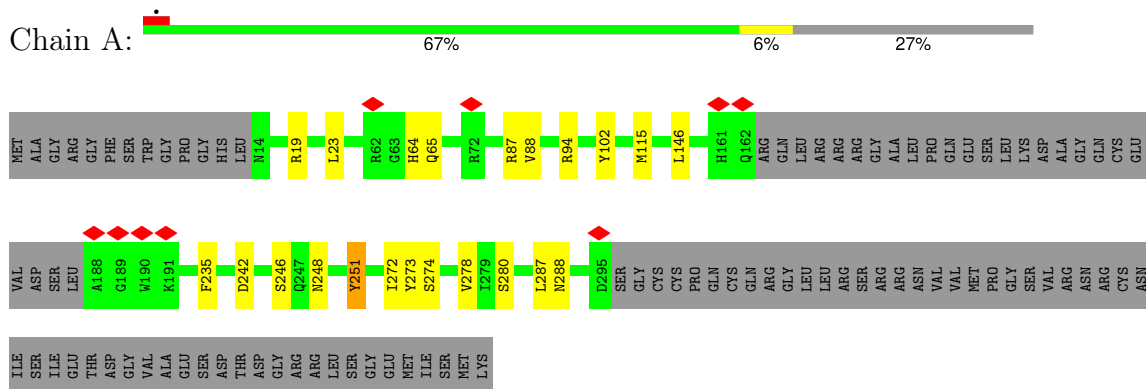 Chain A:
67% 6% 27%
MET ALA GLY ARG GLY PHE SER TRP GLY PRO GLY HIS LEU N14 R19 L23 R62 G63 H64 Q65 R72 R87 V88 R94 Y102 M115 L146 H161 Q162 ARG GLN LEU ARG ARG ARG GLY ALA LEU PRO GLN GLU SER LEU LYS ASP ALA GLY GLN CYS GLU
VAL ASP SER LEU A188 G189 W190 K191 F235 D242 S246 Q247 N248 Y251 I272 Y273 S274 V278 I279 S280 L287 N288 D295 SER GLY CYS CYS PRO GLN CYS GLN ARG GLY LEU LEU ARG SER ARG ARG ASN VAL VAL MET PRO GLY SER VAL ARG ASN ARG CYS ASN
ILE SER ILE GLU THR ASP GLY VAL ALA GLU SER ASP THR ASP GLY ARG ARG LEU SER GLY GLU MET ILE SER MET LYS